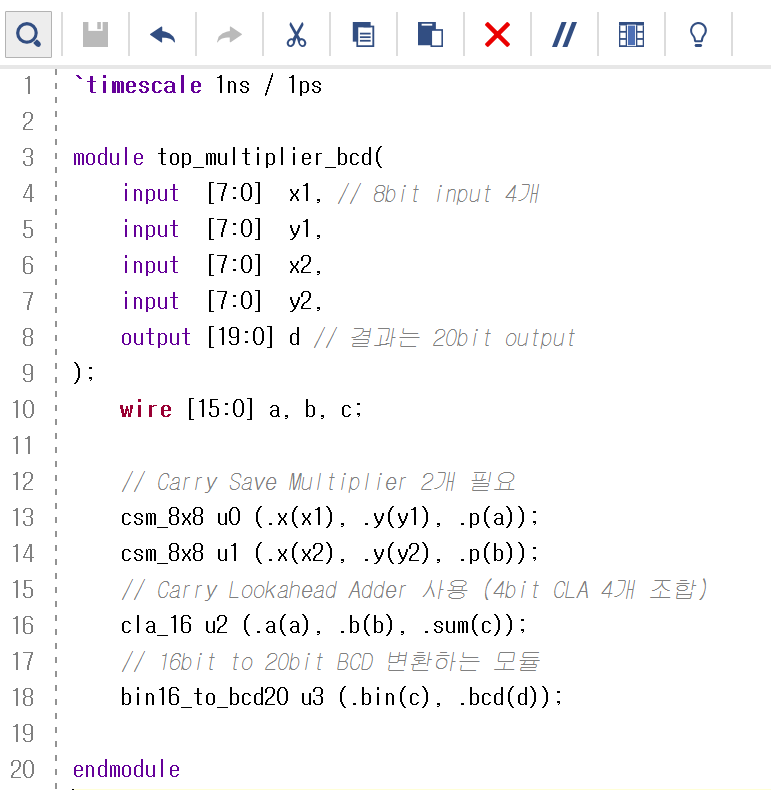 1 `timescale 1ns / 1ps
2
3 module top_multiplier_bcd(
4 input [7:0] x1, // 8bit input 4개
5 input [7:0] y1,
6 input [7:0] x2,
7 input [7:0] y2,
8 output [19:0] d // 결과는 20bit output
9 );
10 wire [15:0] a, b, c;
11
12 // Carry Save Multiplier 2개 필요
13 csm_8x8 u0 (.x(x1), .y(y1), .p(a));
14 csm_8x8 u1 (.x(x2), .y(y2), .p(b));
15 // Carry Lookahead Adder 사용 (4bit CLA 4개 조합)
16 cla_16 u2 (.a(a), .b(b), .sum(c));
17 // 16bit to 20bit BCD 변환하는 모듈
18 bin16_to_bcd20 u3 (.bin(c), .bcd(d));
19
20 endmodule